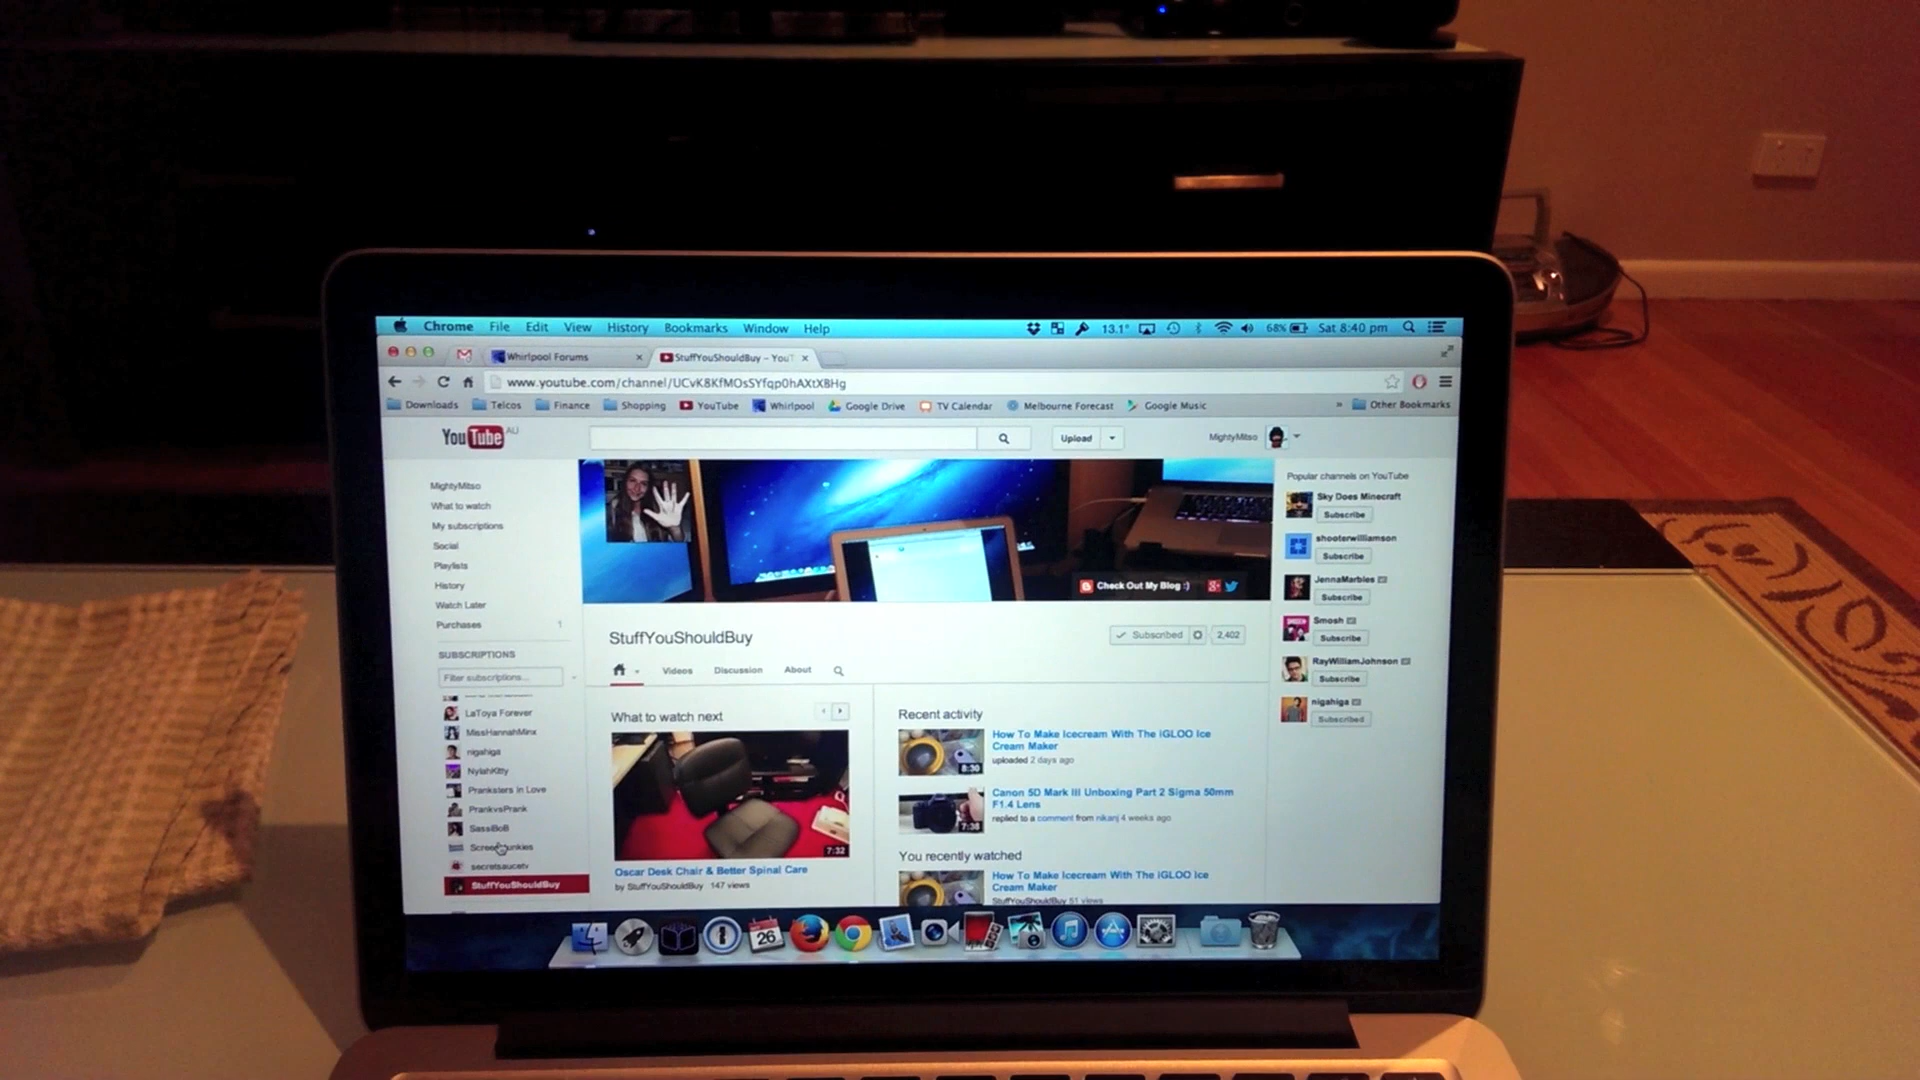 Chrome File Edit View History Bookmarks Window Help 13.1° 68% Sat 8:40 pm
Whirlpool Forums StuffYouShouldBuy – YouT
www.youtube.com/channel/UCvK8KfMOsSYfqp0hAXtXBHg
Downloads Telcos Finance Shopping YouTube Whirlpool Google Drive TV Calendar Melbourne Forecast Google Music » Other Bookmarks
YouTube AU Upload MightyMitso
MightyMitso
What to watch
My subscriptions
Social
Playlists
History
Watch Later
Purchases 1
SUBSCRIPTIONS
Filter subscriptions...
LaToya Forever
MissHannahMinx
nigahiga
NylahKitty
Pranksters in Love
PrankvsPrank
SassiBoB
secretsaucetv
StuffYouShouldBuy
Check Out My Blog :)
StuffYouShouldBuy
Subscribed 2,402
Videos Discussion About
What to watch next
7:32
Oscar Desk Chair & Better Spinal Care
by StuffYouShouldBuy 147 views
Recent activity
How To Make Icecream With The iGLOO Ice
Cream Maker
uploaded 2 days ago
8:30
Canon 5D Mark III Unboxing Part 2 Sigma 50mm
F1.4 Lens
replied to a comment from nikanj 4 weeks ago
7:38
You recently watched
How To Make Icecream With The iGLOO Ice
Cream Maker
StuffYouShouldBuy 51 views
Popular channels on YouTube
Sky Does Minecraft
Subscribe
shooterwilliamson
Subscribe
JennaMarbles
Subscribe
Smosh
Subscribe
RayWilliamJohnson
Subscribe
nigahiga
Subscribed
26